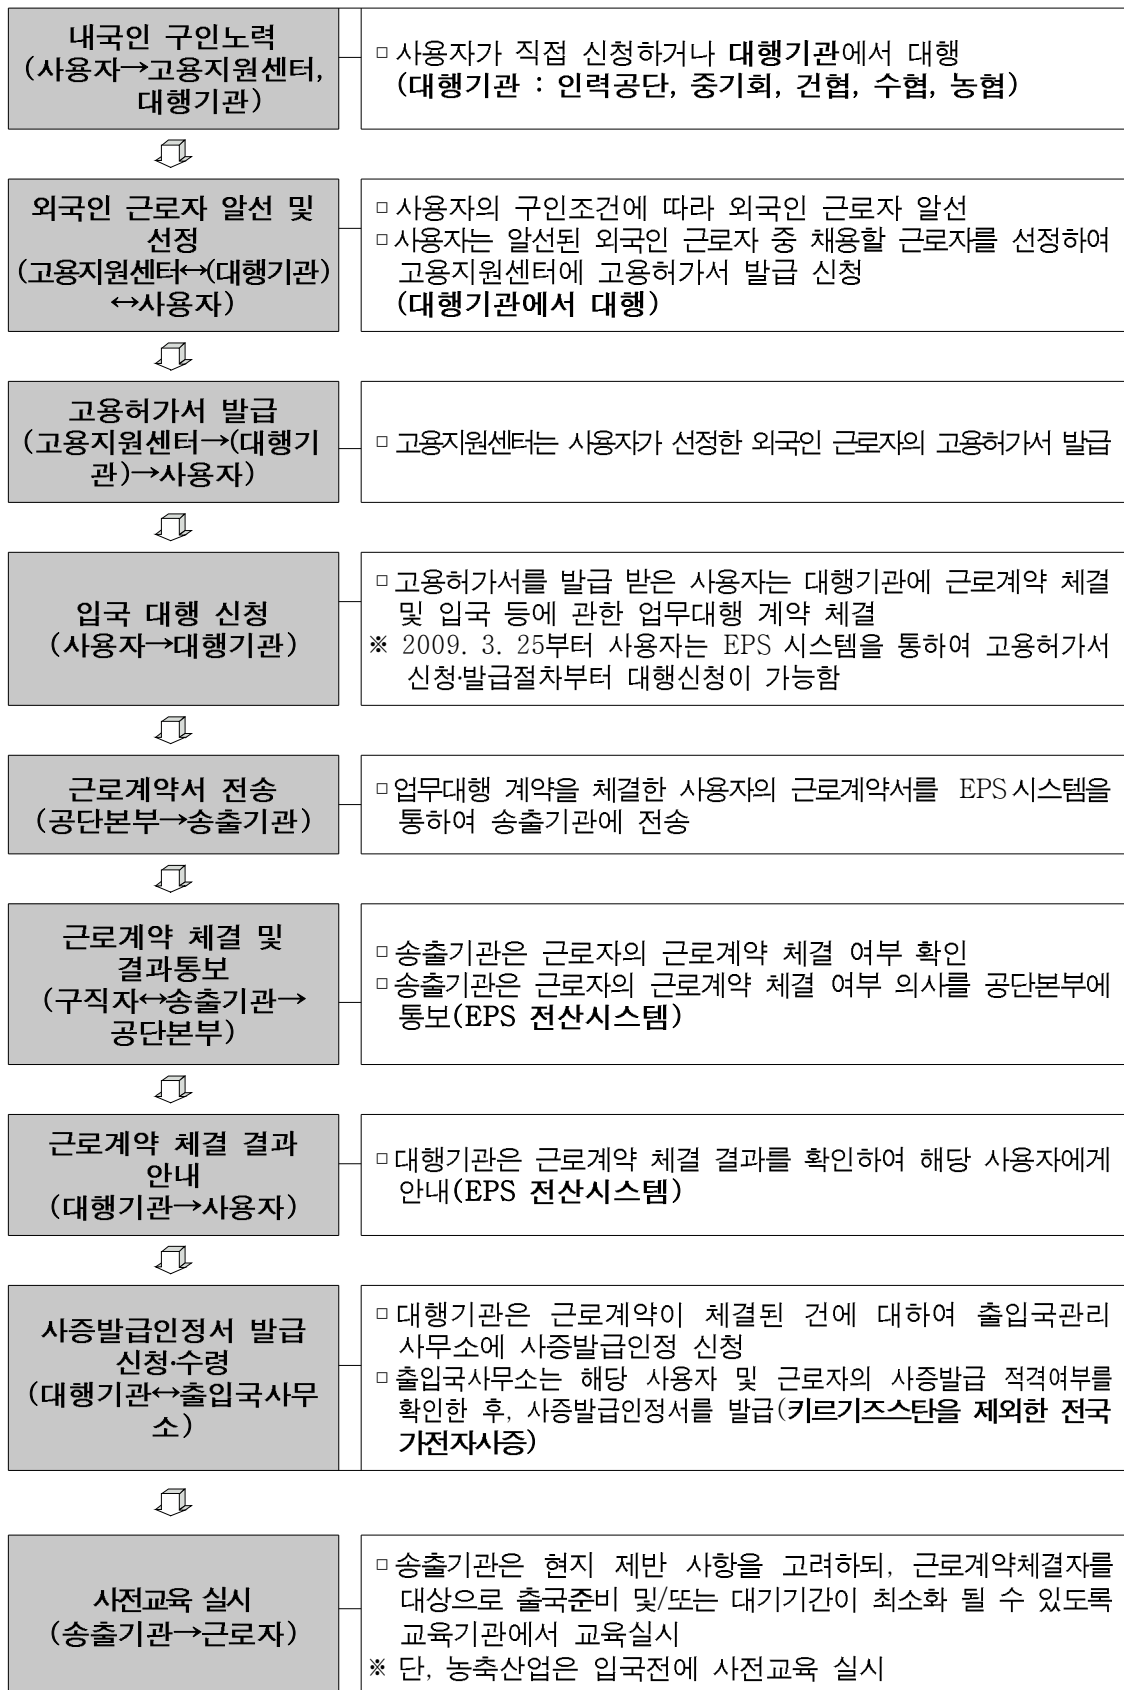 내국인 구인노력
(사용자→고용지원센터,
대행기관)
□ 사용자가 직접 신청하거나 대행기관에서 대행
(대행기관 : 인력공단, 중기회, 건협, 수협, 농협)
외국인 근로자 알선 및
선정
(고용지원센터↔(대행기관)
↔사용자)
□ 사용자의 구인조건에 따라 외국인 근로자 알선
□ 사용자는 알선된 외국인 근로자 중 채용할 근로자를 선정하여
고용지원센터에 고용허가서 발급 신청
(대행기관에서 대행)
고용허가서 발급
(고용지원센터→(대행기
관)→사용자)
□ 고용지원센터는 사용자가 선정한 외국인 근로자의 고용허가서 발급
입국 대행 신청
(사용자→대행기관)
□ 고용허가서를 발급 받은 사용자는 대행기관에 근로계약 체결
및 입국 등에 관한 업무대행 계약 체결
※ 2009. 3. 25부터 사용자는 EPS 시스템을 통하여 고용허가서
신청·발급절차부터 대행신청이 가능함
근로계약서 전송
(공단본부→송출기관)
□ 업무대행 계약을 체결한 사용자의 근로계약서를 EPS 시스템을
통하여 송출기관에 전송
근로계약 체결 및
결과통보
(구직자↔송출기관→
공단본부)
□ 송출기관은 근로자의 근로계약 체결 여부 확인
□ 송출기관은 근로자의 근로계약 체결 여부 의사를 공단본부에
통보(EPS 전산시스템)
근로계약 체결 결과
안내
(대행기관→사용자)
□ 대행기관은 근로계약 체결 결과를 확인하여 해당 사용자에게
안내(EPS 전산시스템)
사증발급인정서 발급
신청·수령
(대행기관↔출입국사무
소)
□ 대행기관은 근로계약이 체결된 건에 대하여 출입국관리
사무소에 사증발급인정 신청
□ 출입국사무소는 해당 사용자 및 근로자의 사증발급 적격여부를
확인한 후, 사증발급인정서를 발급(키르기즈스탄을 제외한 전국
가전자사증)
사전교육 실시
(송출기관→근로자)
□ 송출기관은 현지 제반 사항을 고려하되, 근로계약체결자를
대상으로 출국준비 및/또는 대기기간이 최소화 될 수 있도록
교육기관에서 교육실시
※ 단, 농축산업은 입국전에 사전교육 실시